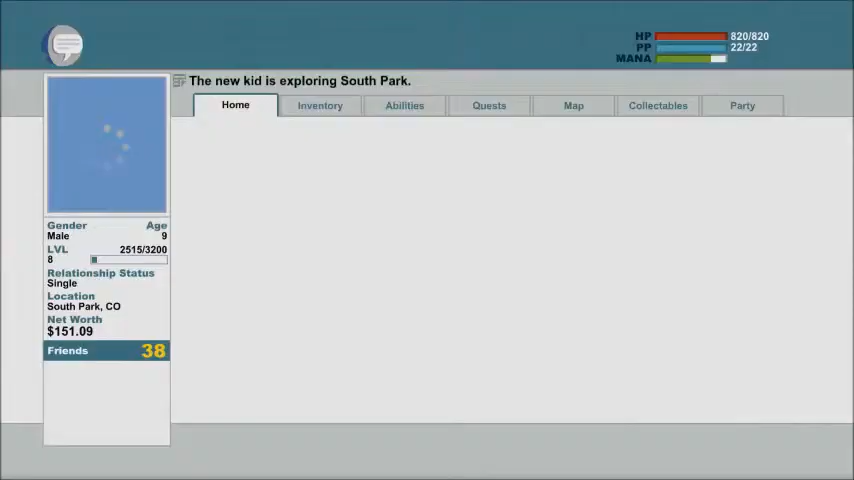 HP 820/820
PP 22/22
MANA
The new kid is exploring South Park.
Home Inventory Abilities Quests Map Collectables Party
Gender Age
Male 9
LVL 2515/3200
8
Relationship Status
Single
Location
South Park, CO
Net Worth
$151.09
Friends 38